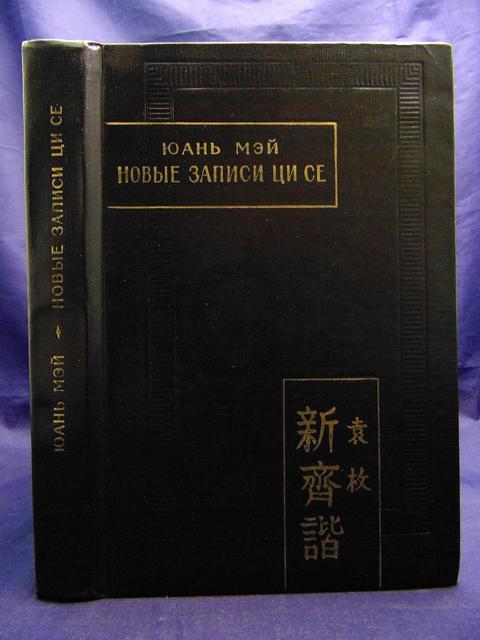 ЮАНЬ МЭЙ
НОВЫЕ ЗАПИСИ ЦИ СЕ
袁枚
新齊諧
ЮАНЬ МЭЙ НОВЫЕ ЗАПИСИ ЦИ СЕ